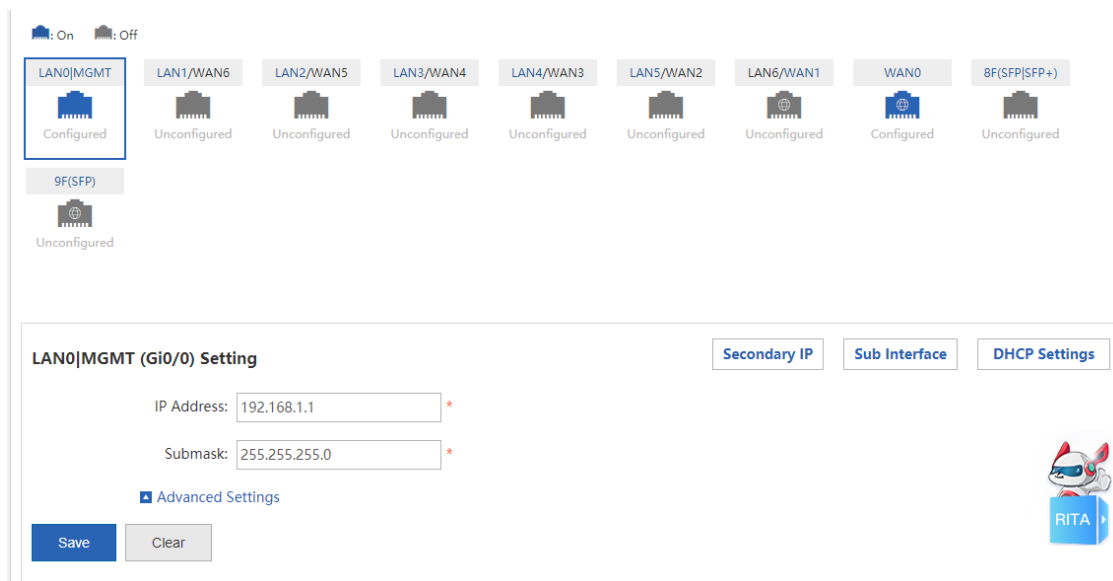 : On : Off
LAN0|MGMT LAN1/WAN6 LAN2/WAN5 LAN3/WAN4 LAN4/WAN3 LAN5/WAN2 LAN6/WAN1 WAN0 8F(SFP|SFP+)
Configured Unconfigured Unconfigured Unconfigured Unconfigured Unconfigured Unconfigured Configured Unconfigured
9F(SFP)
Unconfigured
LAN0|MGMT (Gi0/0) Setting Secondary IP Sub Interface DHCP Settings
IP Address: 192.168.1.1 *
Submask: 255.255.255.0 *
Advanced Settings
RITA
Save Clear